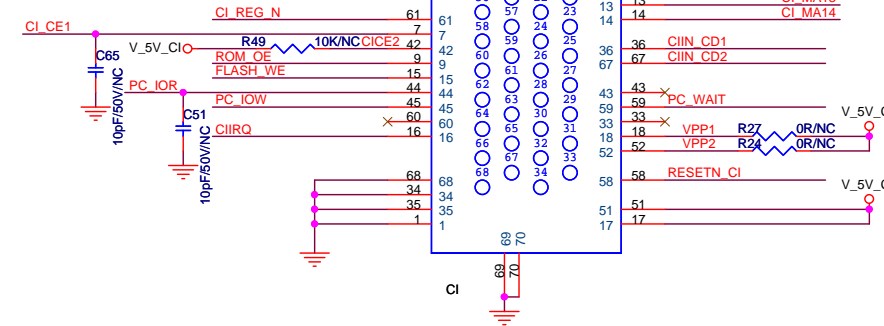 CI_REG_N 61 61 57 22 23 13 13 CI_MA13
CI_CE1 7 7 58 24 14 14 CI_MA14
V_5V_CI R49 10K/NC CICE2 42 42 59 25 36 36 CIIN_CD1
C65 ROM_OE 9 9 60 26 67 67 CIIN_CD2
FLASH_WE 15 15 61 27
10pF/50V/NC PC_IOR 44 44 62 28 43 43
PC_IOW 45 45 63 29 59 59 PC_WAIT
C51 60 60 64 30 33 33 V_5V_C
CIIRQ 16 16 65 31 18 18 VPP1 R27 0R/NC
10pF/50V/NC 66 32 52 52 VPP2 R24 0R/NC
67 33
68 68 68 34 58 58 RESETN_CI
34 34 V_5V_C
35 35 51 51
1 1 17 17
69 70
69 70
CI